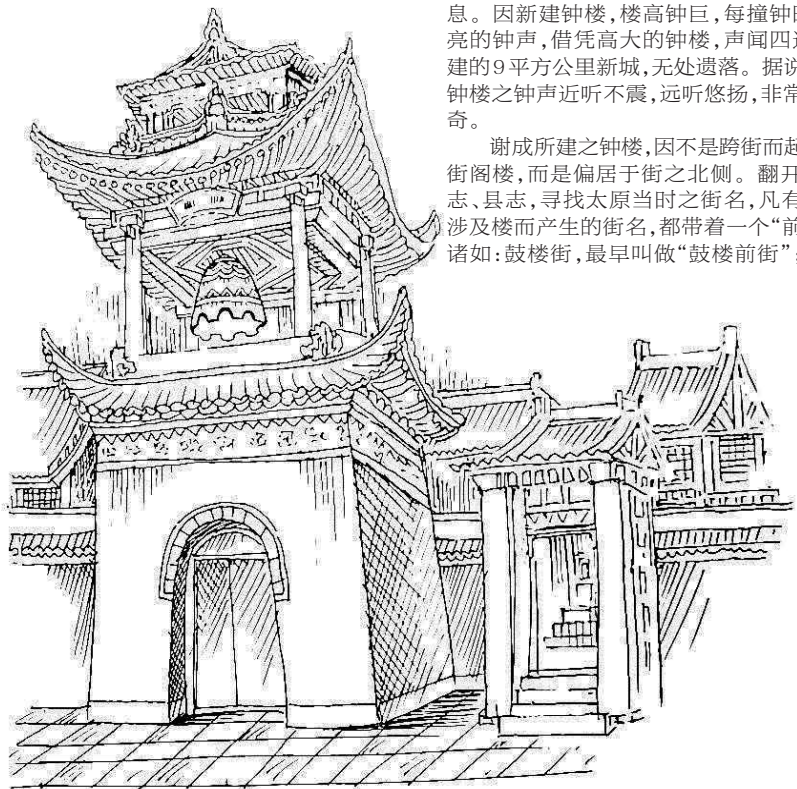 息。因新建钟楼，楼高钟巨，每撞钟
亮的钟声，借凭高大的钟楼，声闻四
建的9平方公里新城，无处遗落。据说
钟楼之钟声近听不震，远听悠扬，非常
奇。
谢成所建之钟楼，因不是跨街而起
街阁楼，而是偏居于街之北侧。翻开
志、县志，寻找太原当时之街名，凡有
涉及楼而产生的街名，都带着一个“前
诸如：鼓楼街，最早叫做“鼓楼前街”，